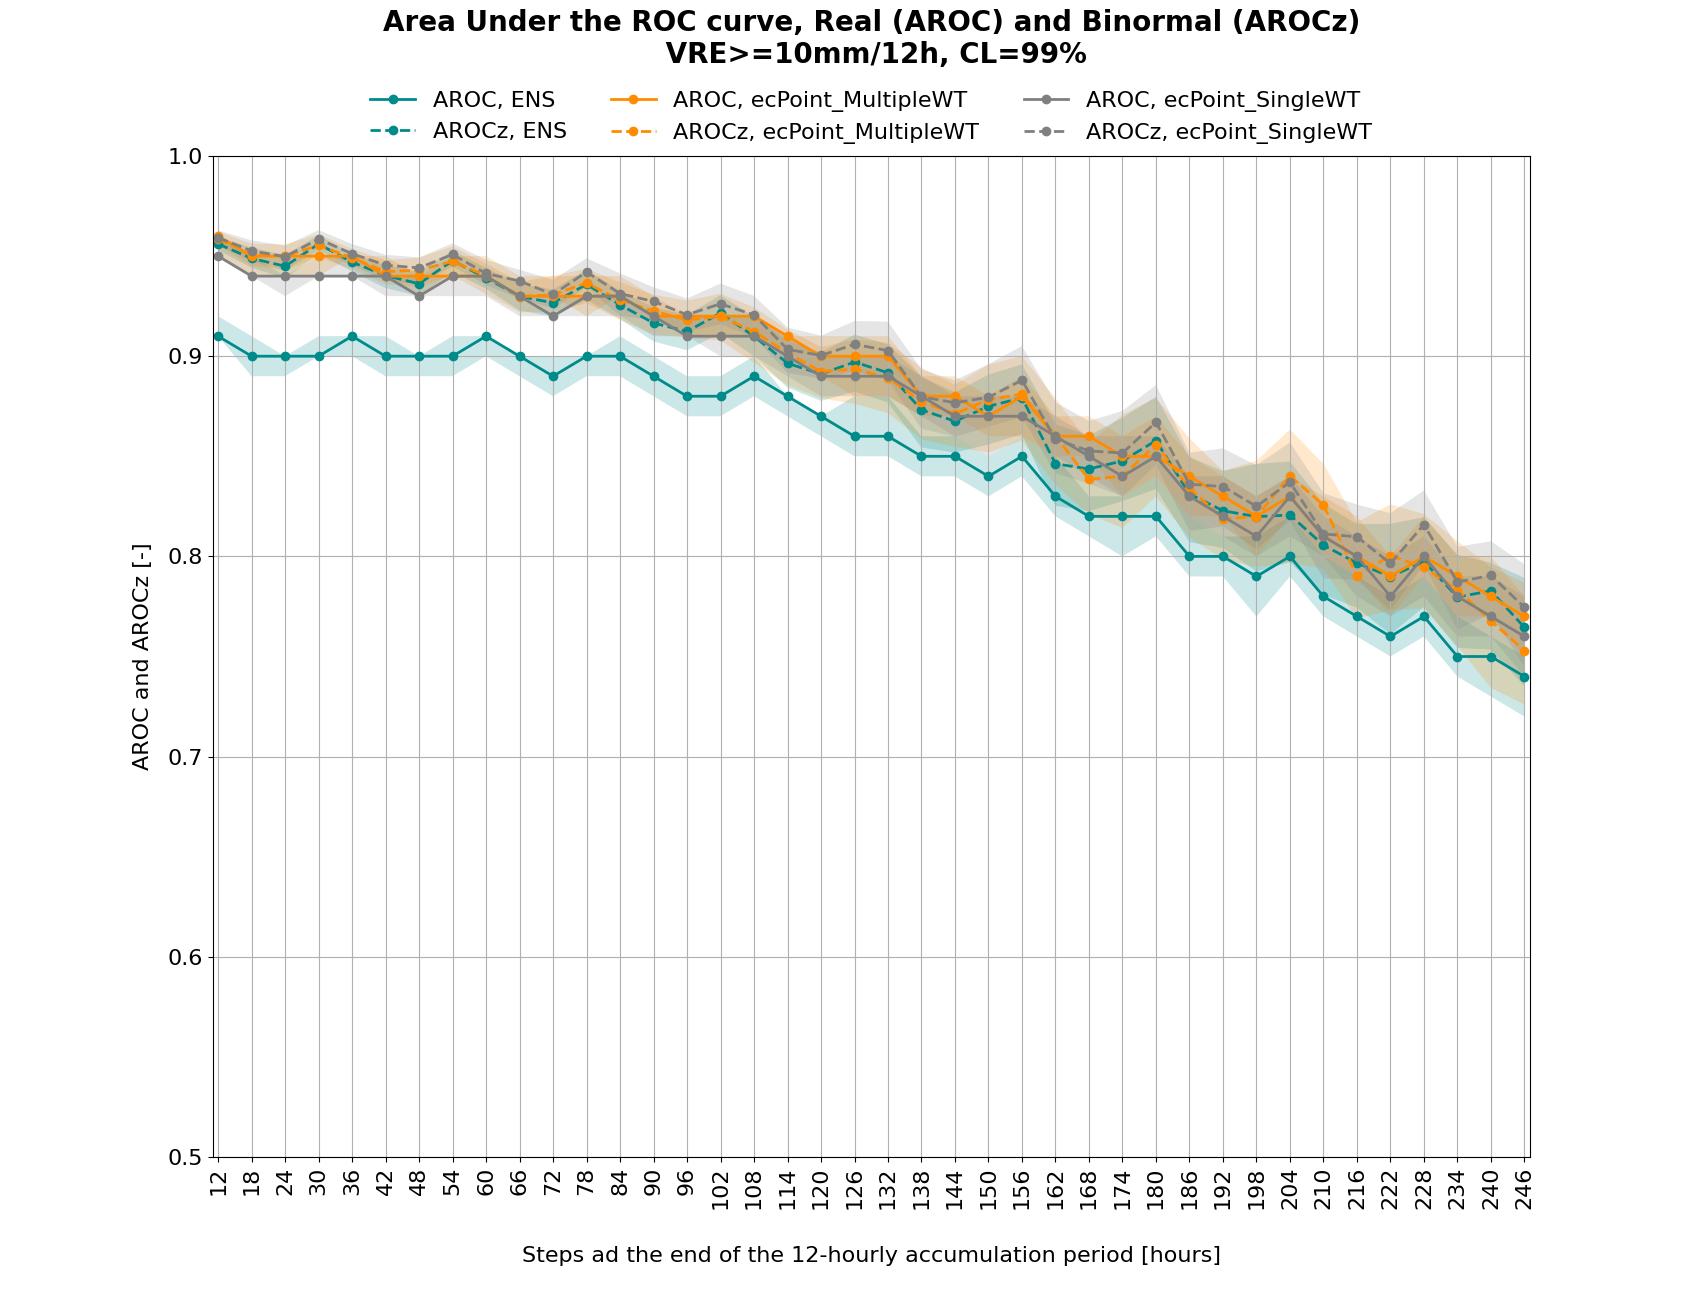 Area Under the ROC curve, Real (AROC) and Binormal (AROCz)
VRE>=10mm/12h, CL=99%
AROC, ENS
AROCz, ENS
AROC, ecPoint_MultipleWT
AROCz, ecPoint_MultipleWT
AROC, ecPoint_SingleWT
AROCz, ecPoint_SingleWT
AROC and AROCz [-]
1.0
0.9
0.8
0.7
0.6
0.5
12 18 24 30 36 42 48 54 60 66 72 78 84 90 96 102 108 114 120 126 132 138 144 150 156 162 168 174 180 186 192 198 204 210 216 222 228 234 240 246
Steps ad the end of the 12-hourly accumulation period [hours]